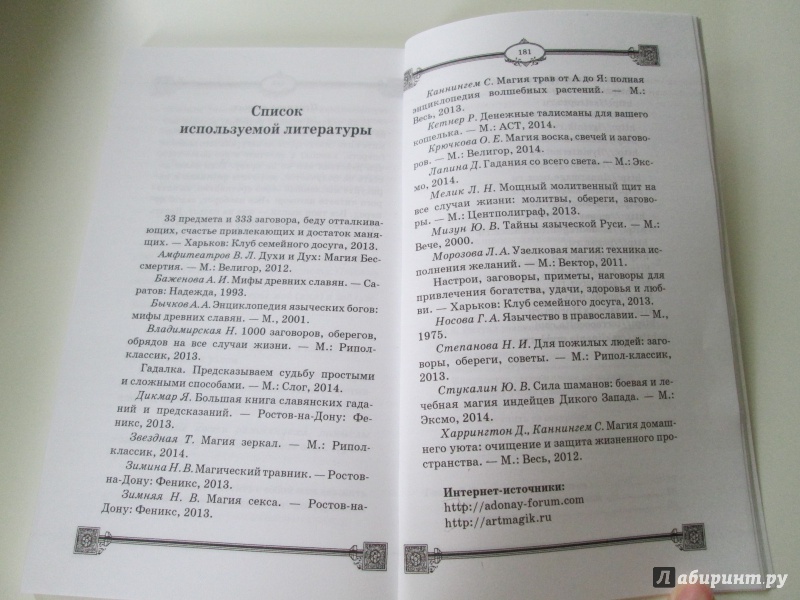 Список
используемой литературы
33 предмета и 333 заговора, беду отталкиваю-
щих, счастье привлекающих и достаток маня-
щих. — Харьков: Клуб семейного досуга, 2013.
Амфитеатров В. Л. Духи и Дух: Магия Бес-
смертия. — М.: Велигор, 2012.
Баженова А. И. Мифы древних славян. — Са-
ратов: Надежда, 1993.
Бычков А. А. Энциклопедия языческих богов:
мифы древних славян. — М., 2001.
Владимирская Н. 1000 заговоров, оберегов,
обрядов на все случаи жизни. — М.: Рипол-
классик, 2013.
Гадалка. Предсказываем судьбу простыми
и сложными способами. — М.: Слог, 2014.
Дикмар Я. Большая книга славянских гада-
ний и предсказаний. — Ростов-на-Дону: Фе-
никс, 2013.
Звездная Т. Магия зеркал. — М.: Рипол-
классик, 2014.
Зимина Н. В. Магический травник. — Ростов-
на-Дону: Феникс, 2013.
Зимняя Н. В. Магия секса. — Ростов-на-
Дону: Феникс, 2013.
181
Каннингем С. Магия трав от А до Я: полная
энциклопедия волшебных растений. — М.:
Весь, 2013.
Кетнер Р. Денежные талисманы для вашего
кошелька. — М.: АСТ, 2014.
Крючкова О. Е. Магия воска, свечей и загово-
ров. — М.: Велигор, 2014.
Лапина Д. Гадания со всего света. — М.: Экс-
мо, 2014.
Мелик Л. Н. Мощный молитвенный щит на
все случаи жизни: молитвы, обереги, загово-
ры. — М.: Центполиграф, 2013.
Мизун Ю. В. Тайны языческой Руси. — М.:
Вече, 2000.
Морозова Л. А. Узелковая магия: техника ис-
полнения желаний. — М.: Вектор, 2011.
Настрои, заговоры, приметы, наговоры для
привлечения богатства, удачи, здоровья и люб-
ви. — Харьков: Клуб семейного досуга, 2013.
Носова Г. А. Язычество в православии. — М.,
1975.
Степанова Н. И. Для пожилых людей: заго-
воры, обереги, советы. — М.: Рипол-классик,
2013.
Стукалин Ю. В. Сила шаманов: боевая и ле-
чебная магия индейцев Дикого Запада. — М.:
Эксмо, 2014.
Харрингтон Д., Каннингем С. Магия домаш-
него уюта: очищение и защита жизненного про-
странства. — М.: Весь, 2012.
Интернет-источники:
http://adonay-forum.com
http://artmagik.ru
Лабиринт.ру